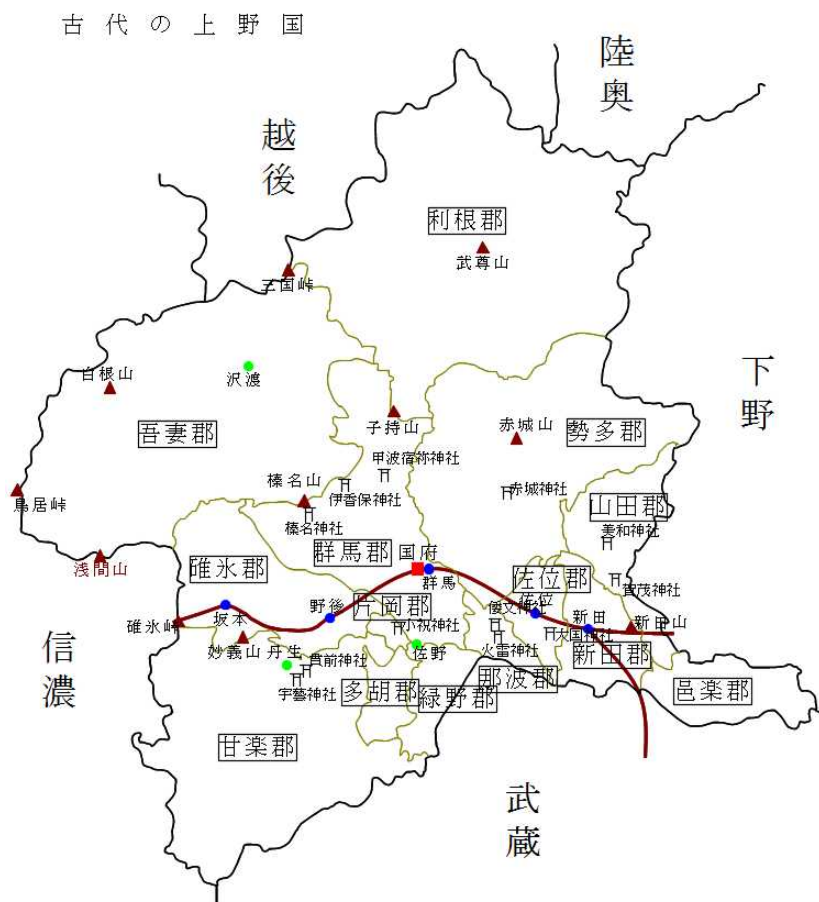 古代の上野国
陸奥
越後
利根郡
武尊山
三国峠
下野
白根山
沢渡
子持山
赤城山
勢多郡
吾妻郡
甲波宿祢神社
榛名山
伊香保神社
赤城神社
鳥居峠
山田郡
榛名神社
美和神社
群馬郡
国府
浅間山
碓氷郡
群馬
佐位郡
賀茂神社
佐位
倭文神社
野後
片岡郡
坂本
碓氷峠
小祝神社
新田
新田山
火雷神社
大国神社
妙義山
丹生
貫前神社
佐野
新田郡
信濃
宇藝神社
多胡郡
緑野郡
那波郡
邑楽郡
甘楽郡
武蔵